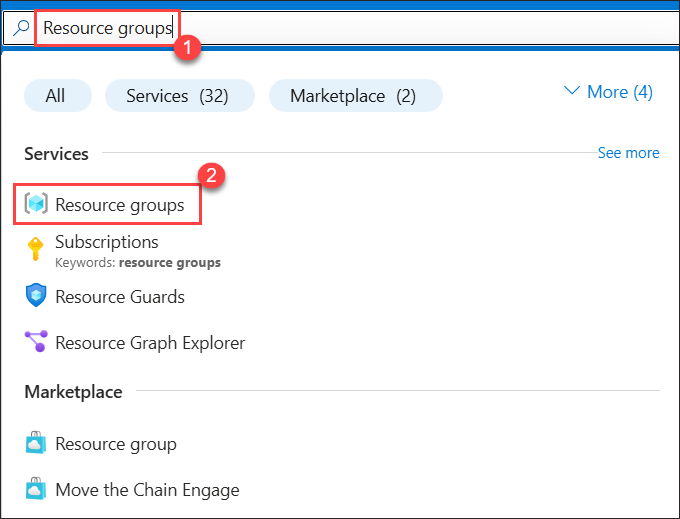 Resource groups
1
All
Services (32)
Marketplace (2)
More (4)
Services
See more
2
Resource groups
Subscriptions
Keywords: resource groups
Resource Guards
Resource Graph Explorer
Marketplace
Resource group
Move the Chain Engage